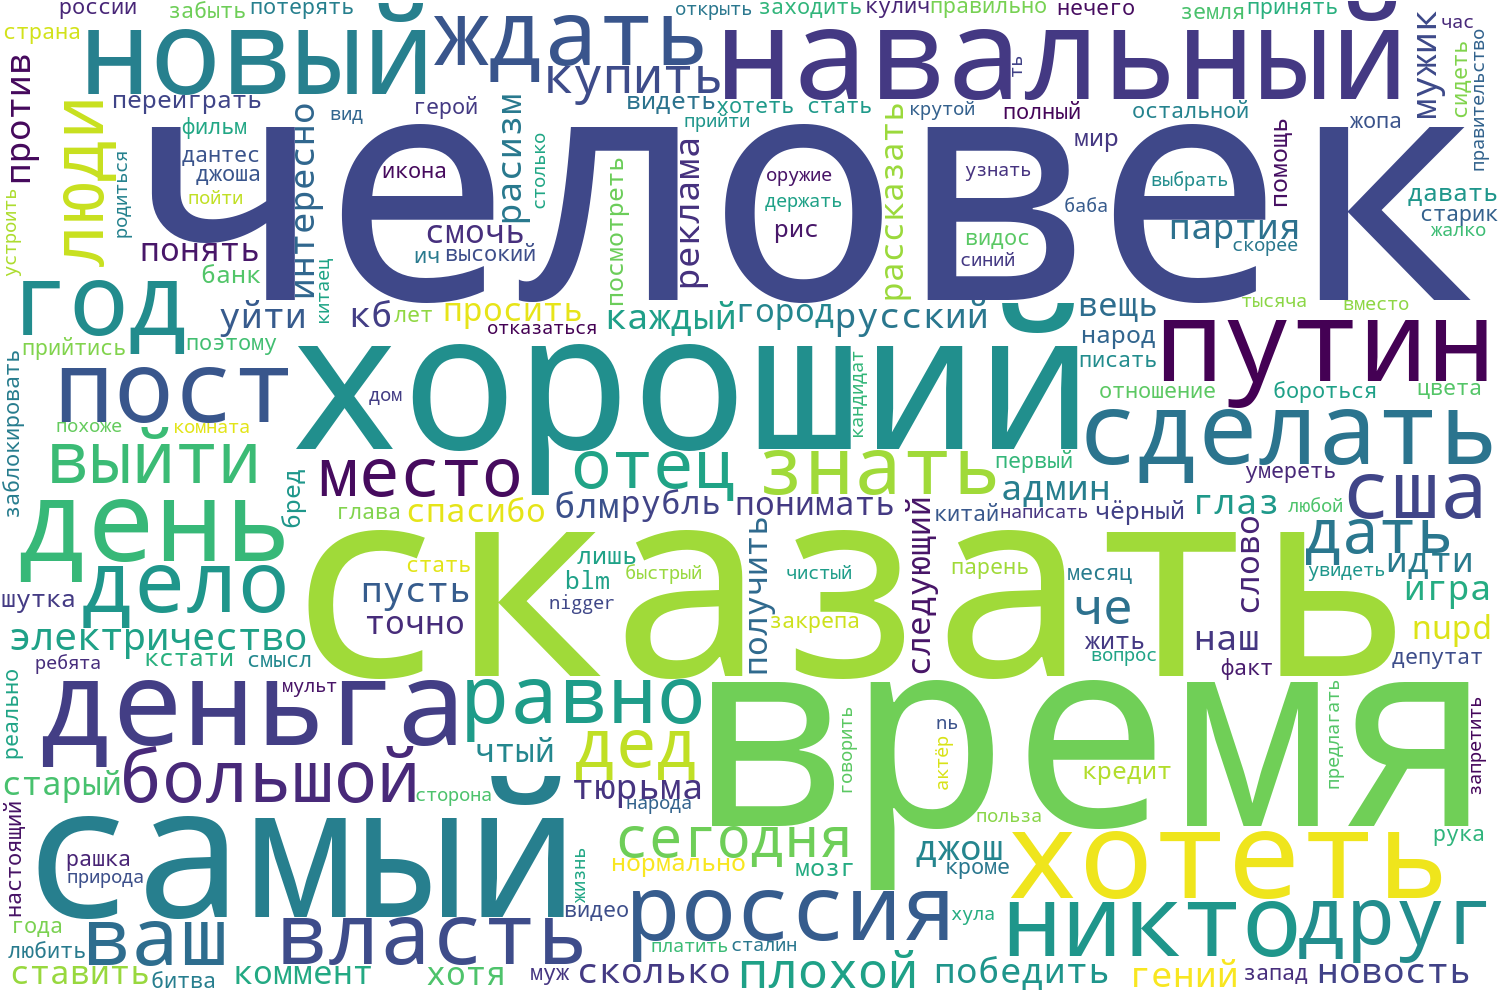 россии
забыть
потерять
открыть
заходить
кулич
правильно
нечего
земля
принять
час
страна
новый
ждать
навальный
мужик
купить
ть
против
сидеть
правительство
переиграть
люди
интересно
вид
герой
расизм
видеть
хотеть
стать
крутой
полный
остальной
жопа
прийти
рассказать
помощь
фильм
человек
мир
дантес
джоша
икона
столько
посмотреть
реклама
оружие
узнать
выбрать
пойти
родиться
держать
баба
давать
старик
устроить
понять
смочь
рис
видос
партия
жалко
скорее
ич
высокий
синий
банк
китаец
год
уйти
кб
лет
просить
отказаться
каждый
город
русский
вещь
тысяча
вместо
путин
прийтись
поэтому
хороший
народ
писать
заблокировать
пост
дом
кандидат
отношение
бороться
цвета
похоже
комната
сделать
выйти
место
отец
знать
первый
умереть
бред
админ
сша
день
глава
спасибо
блм
рубль
понимать
следующий
китай
написать
чёрный
глаз
любой
сказать
получить
слово
дать
дело
стать
лишь
blm
быстрый
чистый
парень
месяц
увидеть
идти
шутка
пусть
nigger
че
игра
точно
закрепа
электричество
жить
наш
nupd
кстати
смысл
вопрос
факт
депутат
ребята
реально
деньга
мульт
равно
время
говорить
nь
актёр
предлагать
запретить
чтый
дед
кредит
старый
большой
сторона
тюрьма
народа
настоящий
самый
сегодня
польза
хотеть
рука
рашка
природа
жизнь
нормально
мозг
джош
кроме
года
ваш
власть
видео
россия
хула
никто
друг
любить
платить
сталин
ставить
битва
коммент
хотя
муж
сколько
плохой
победить
гений
запад
новость